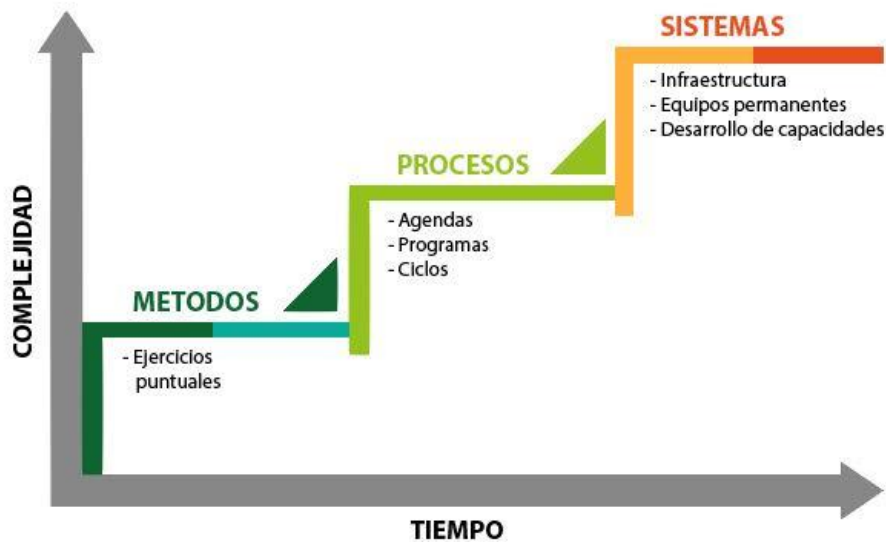 SISTEMAS
- Infraestructura
- Equipos permanentes
- Desarrollo de capacidades
PROCESOS
- Agendas
- Programas
- Ciclos
METODOS
- Ejercicios
puntuales
COMPLEJIDAD
TIEMPO